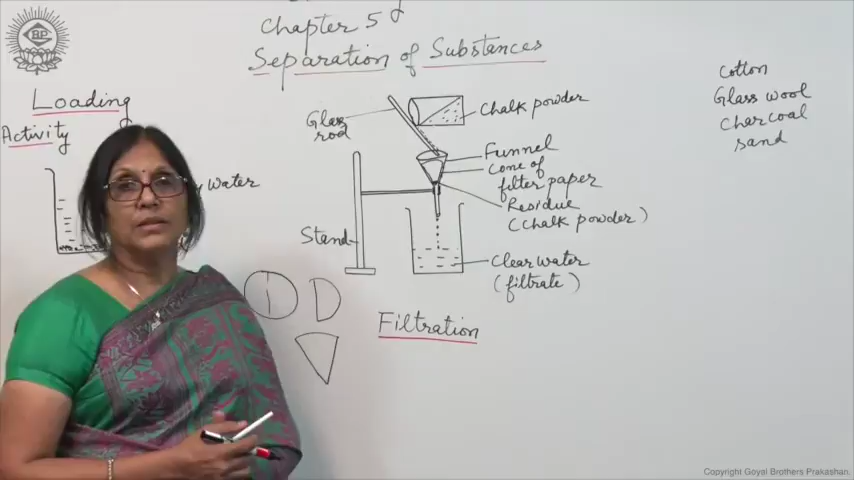 Chapter 5
Separation of Substances
Loading
Activity
water
Glass
rod
Chalk powder
Funnel
Cone of
filter paper
Residue
(Chalk powder)
Stand
Clear water
(filtrate)
Filtration
Cotton
Glass wool
Charcoal
Sand
GBP
Copyright Goyal Brothers Prakashan.